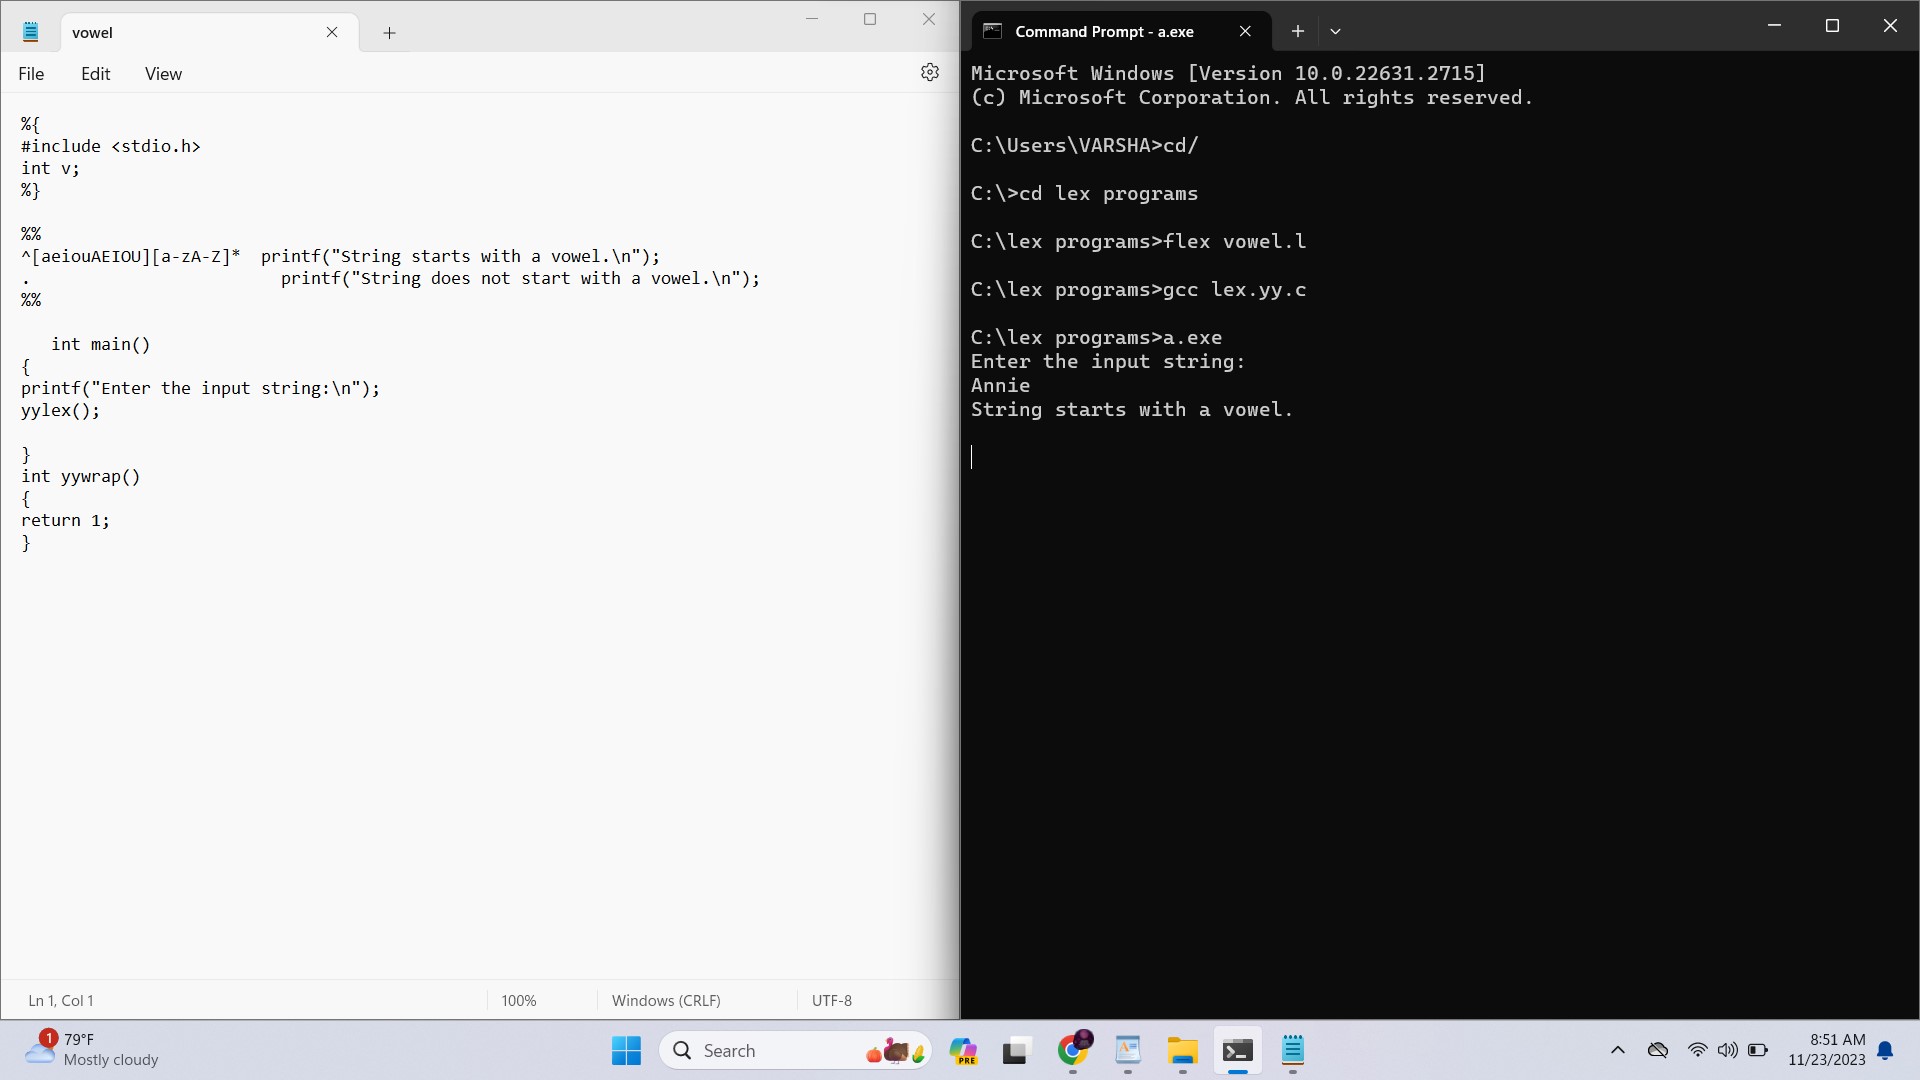 vowel
File Edit View
%{
#include <stdio.h>
int v;
%}
%%
^[aeiouAEIOU][a-zA-Z]*  printf("String starts with a vowel.\n");
.                         printf("String does not start with a vowel.\n");
%%
   int main()
{
printf("Enter the input string:\n");
yylex();
}
int yywrap()
{
return 1;
}
Ln 1, Col 1 100% Windows (CRLF) UTF-8
Command Prompt - a.exe
Microsoft Windows [Version 10.0.22631.2715]
(c) Microsoft Corporation. All rights reserved.
C:\Users\VARSHA>cd/
C:\>cd lex programs
C:\lex programs>flex vowel.l
C:\lex programs>gcc lex.yy.c
C:\lex programs>a.exe
Enter the input string:
Annie
String starts with a vowel.
1 79°F
Mostly cloudy
Search
PRE
8:51 AM
11/23/2023